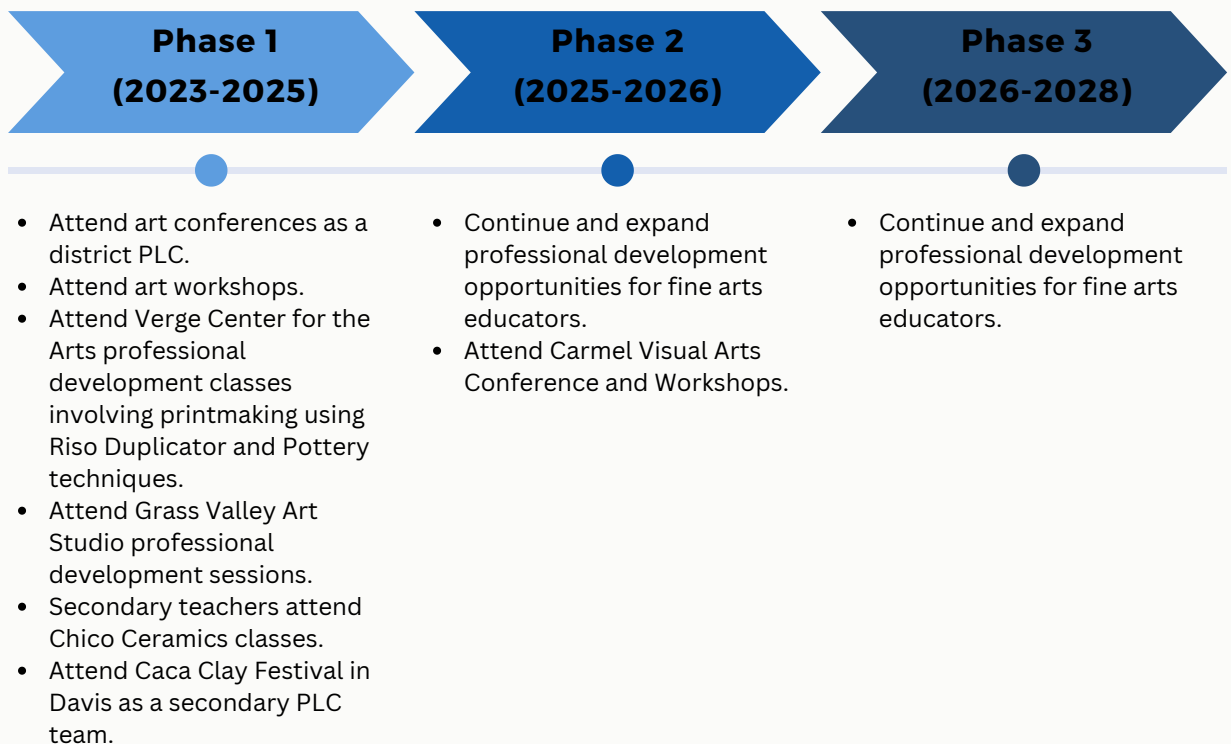 Phase 1
(2023-2025)
Phase 2
(2025-2026)
Phase 3
(2026-2028)
• Attend art conferences as a
district PLC.
• Attend art workshops.
• Attend Verge Center for the
Arts professional
development classes
involving printmaking using
Riso Duplicator and Pottery
techniques.
• Attend Grass Valley Art
Studio professional
development sessions.
• Secondary teachers attend
Chico Ceramics classes.
• Attend Caca Clay Festival in
Davis as a secondary PLC
team.
• Continue and expand
professional development
opportunities for fine arts
educators.
• Attend Carmel Visual Arts
Conference and Workshops.
• Continue and expand
professional development
opportunities for fine arts
educators.